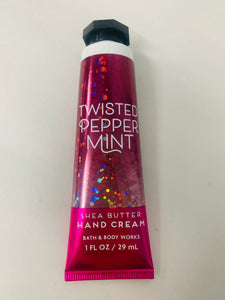 TWISTED
PEPPER
MINT
SHEA BUTTER
HAND CREAM
BATH & BODY WORKS
1 FL OZ / 29 mL